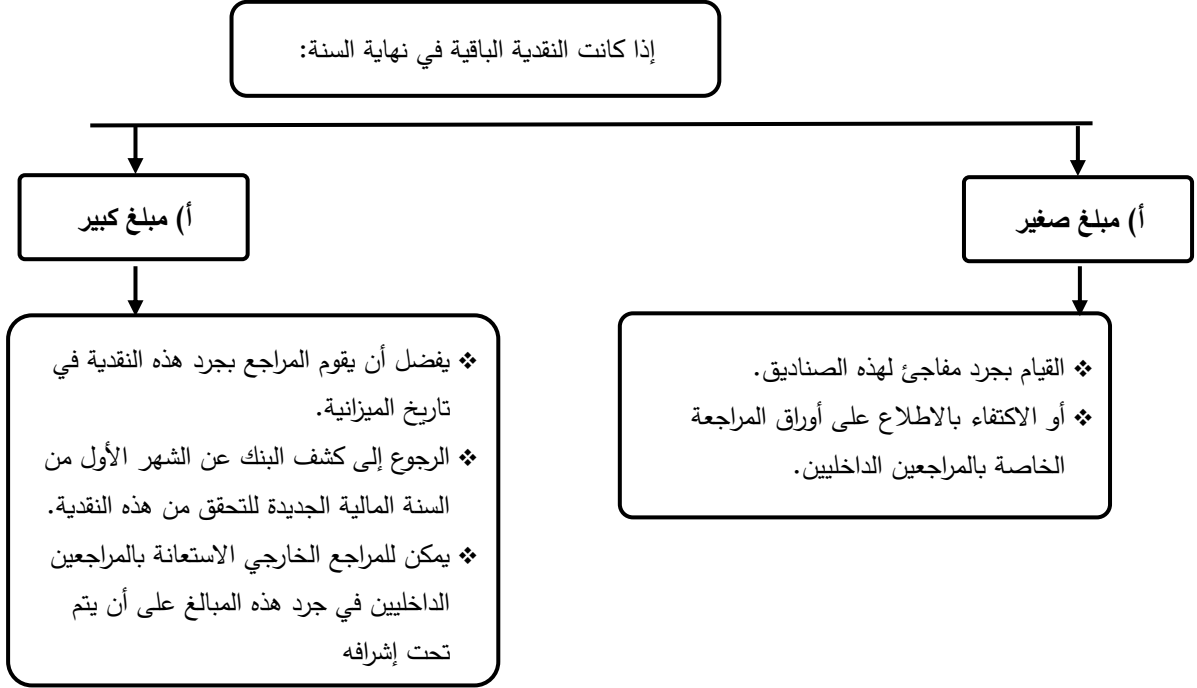 إذا كانت النقدية الباقية في نهاية السنة:
أ) مبلغ صغير
❖ القيام بجرد مفاجئ لهذه الصناديق.
❖ أو الاكتفاء بالاطلاع على أوراق المراجعة
الخاصة بالمراجعين الداخليين.
أ) مبلغ كبير
❖ يفضل أن يقوم المراجع بجرد هذه النقدية في
تاريخ الميزانية.
❖ الرجوع إلى كشف البنك عن الشهر الأول من
السنة المالية الجديدة للتحقق من هذه النقدية.
❖ يمكن للمراجع الخارجي الاستعانة بالمراجعين
الداخليين في جرد هذه المبالغ على أن يتم
تحت إشرافه